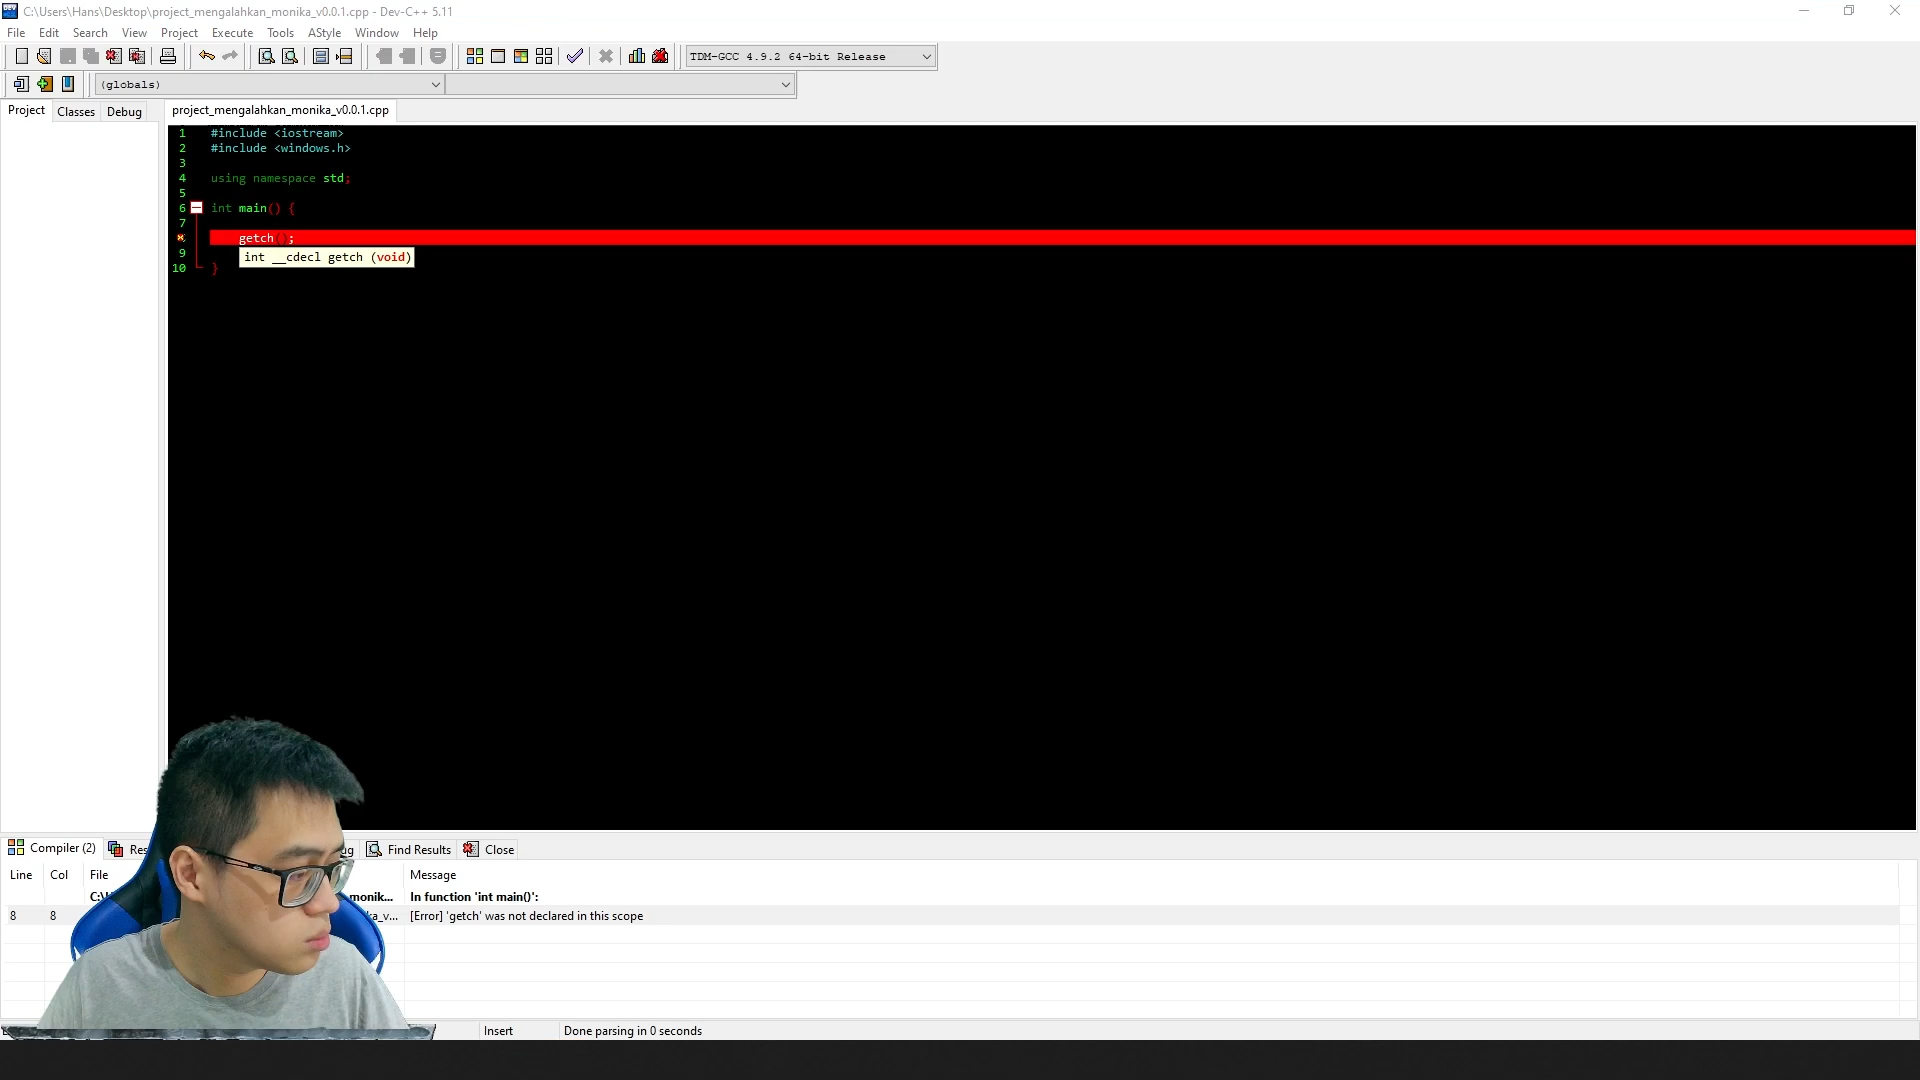 C:\Users\Hans\Desktop\project_mengalahkan_monika_v0.0.1.cpp - Dev-C++ 5.11
File Edit Search View Project Execute Tools AStyle Window Help
TDM-GCC 4.9.2 64-bit Release
(globals)
Project Classes Debug project_mengalahkan_monika_v0.0.1.cpp
1 #include <iostream>
2 #include <windows.h>
3
4 using namespace std;
5
6 int main() {
7
getch();
9 int __cdecl getch (void)
10 }
Compiler (2) Res Find Results Close
Line Col File Message
monik... In function 'int main()':
8 8 [Error] 'getch' was not declared in this scope
Insert Done parsing in 0 seconds